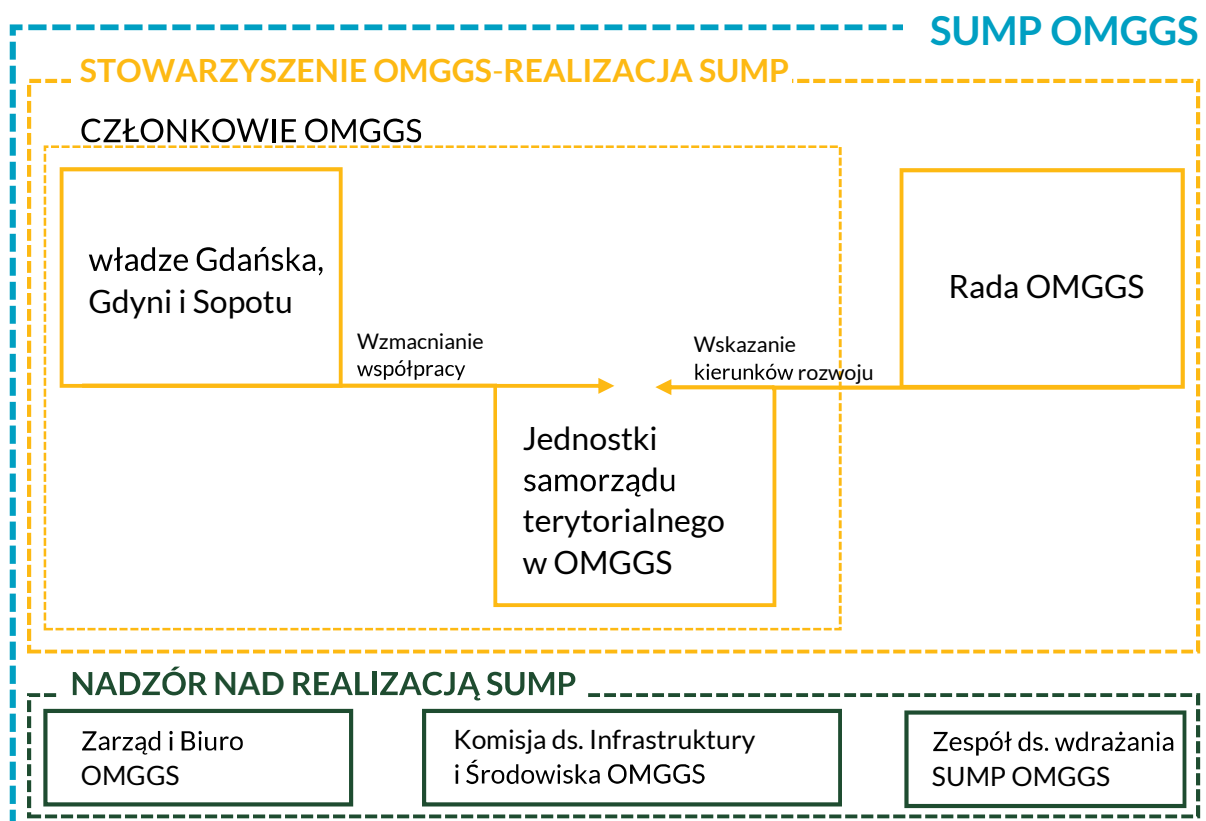 SUMP OMGGS
STOWARZYSZENIE OMGGS-REALIZACJA SUMP
CZŁONKOWIE OMGGS
władze Gdańska,
Gdyni i Sopotu
Rada OMGGS
Wzmacnianie
współpracy
Wskazanie
kierunków rozwoju
Jednostki
samorządu
terytorialnego
w OMGGS
NADZÓR NAD REALIZACJĄ SUMP
Zarząd i Biuro
OMGGS
Komisja ds. Infrastruktury
i Środowiska OMGGS
Zespół ds. wdrażania
SUMP OMGGS